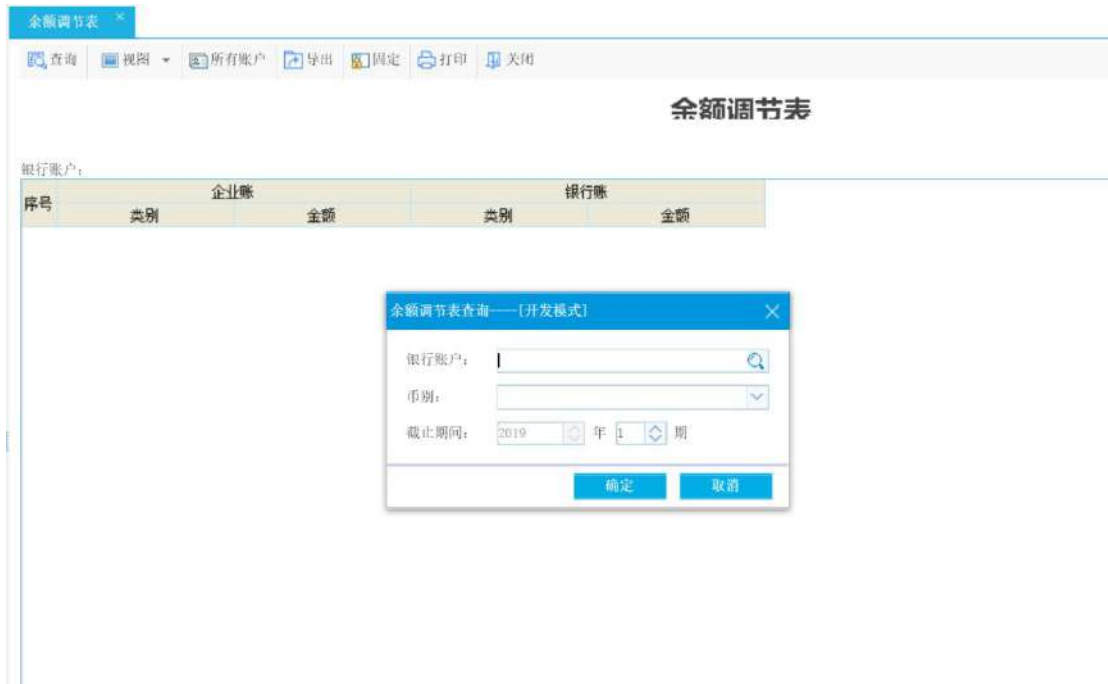 余额调节表 ×
查询 视图 所有账户 导出 固定 打印 关闭
余额调节表
银行账户:
序号 企业账 银行账
类别 金额 类别 金额
余额调节表查询----[开发模式]
银行账户:
币别:
截止期间: 2019 年 1 期
确定 取消